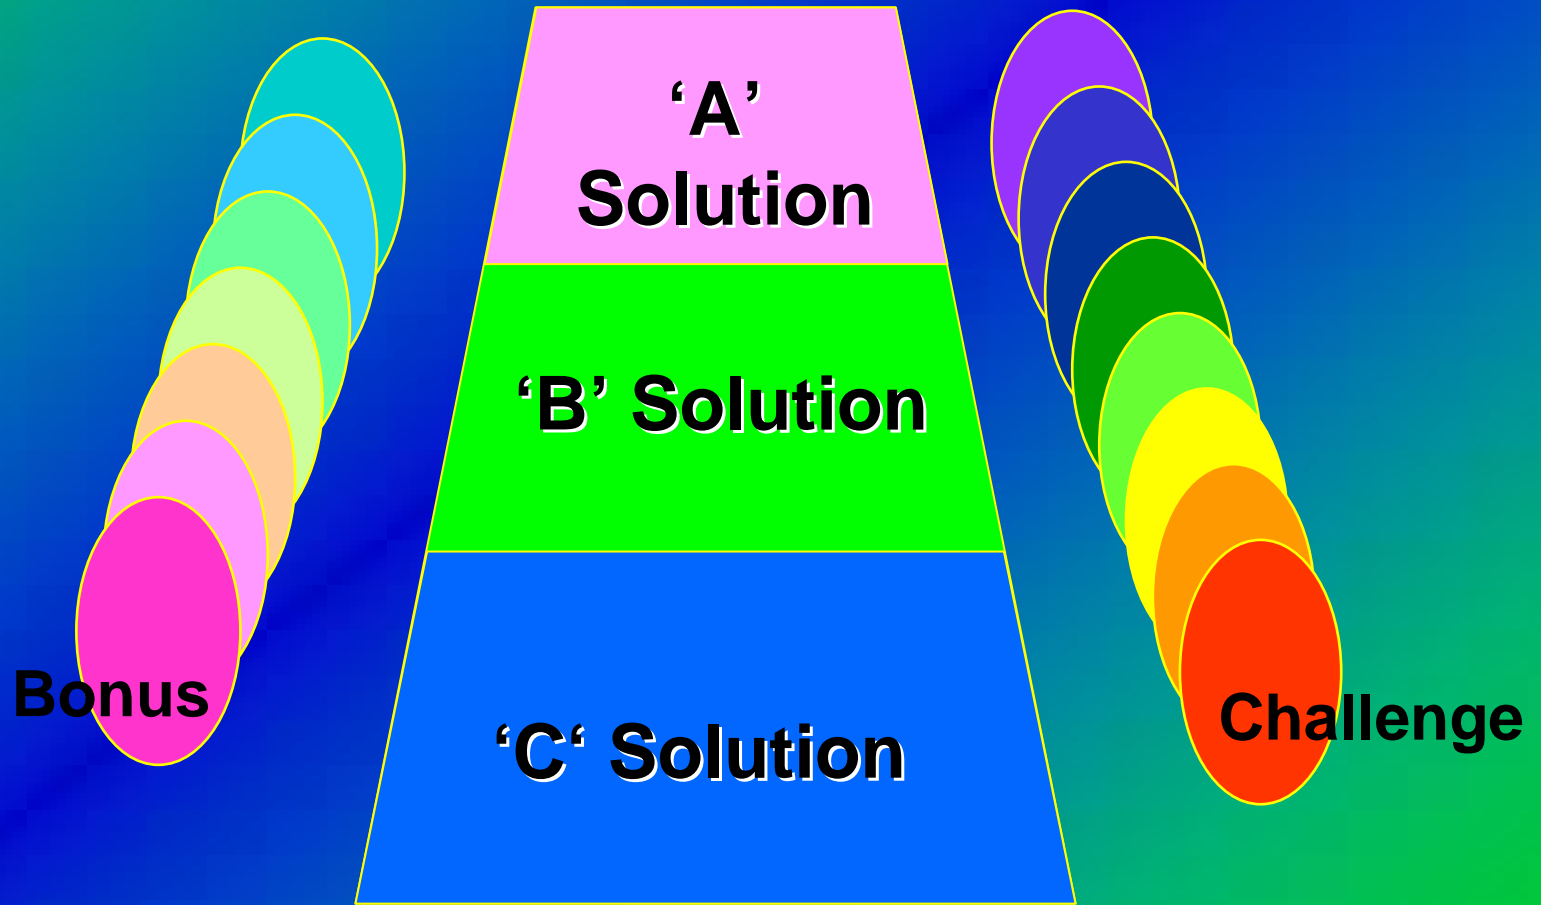 ‘A’
Solution
‘B’ Solution
Bonus
Challenge
‘C‘ Solution